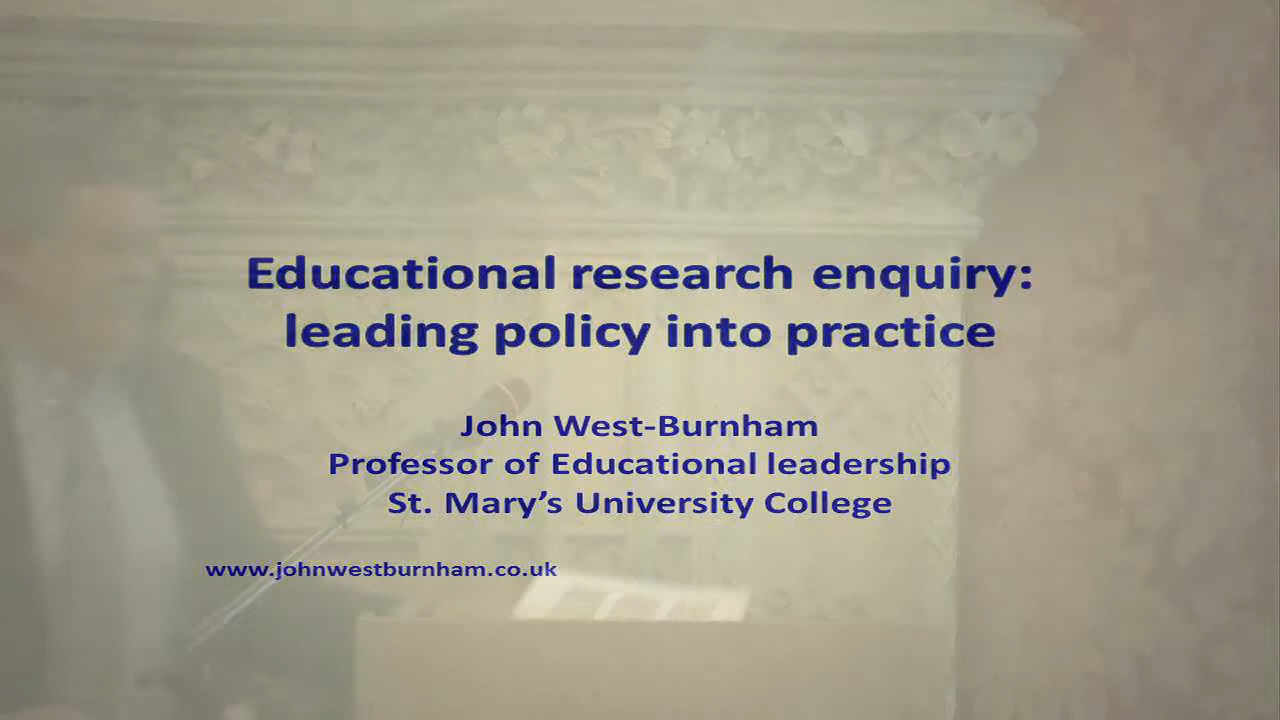 Educational research enquiry:
leading policy into practice
John West-Burnham
Professor of Educational leadership
St. Mary’s University College
www.johnwestburnham.co.uk